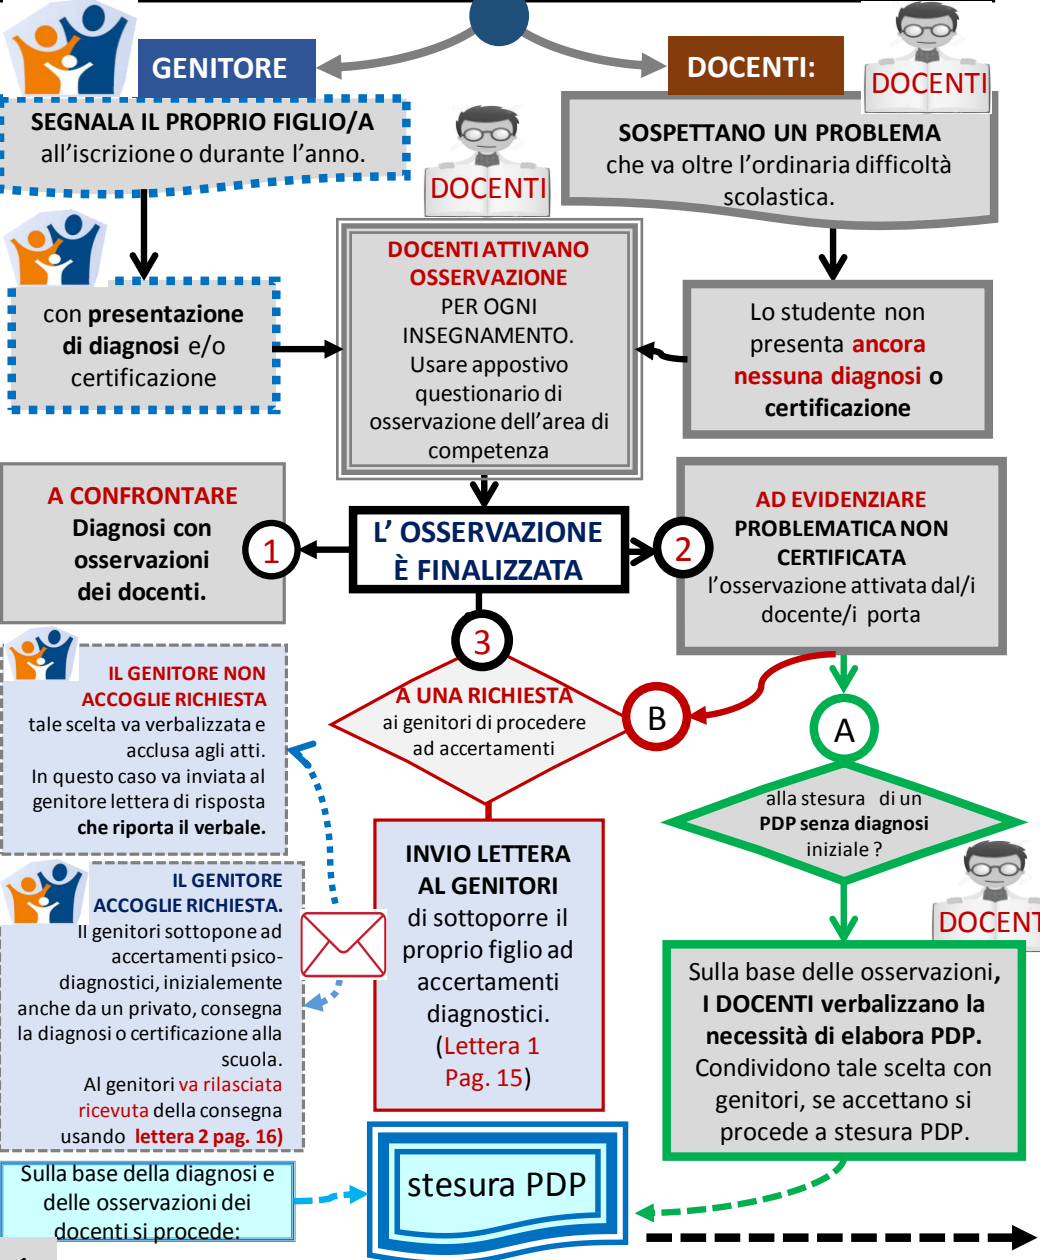 GENITORE
DOCENTI:
DOCENTI
SEGNALA IL PROPRIO FIGLIO/A
all'iscrizione o durante l'anno.
DOCENTI
SOSPETTANO UN PROBLEMA
che va oltre l'ordinaria difficoltà
scolastica.
con presentazione
di diagnosi e/o
certificazione
DOCENTI ATTIVANO
OSSERVAZIONE
PER OGNI
INSEGNAMENTO.
Usare appostivo
questionario di
osservazione dell'area di
competenza
Lo studente non
presenta ancora
nessuna diagnosi o
certificazione
A CONFRONTARE
Diagnosi con
osservazioni
dei docenti.
1
L' OSSERVAZIONE
È FINALIZZATA
2
AD EVIDENZIARE
PROBLEMATICA NON
CERTIFICATA
l'osservazione attivata dal/i
docente/i porta
3
A UNA RICHIESTA
ai genitori di procedere
ad accertamenti
B
A
IL GENITORE NON
ACCOGLIE RICHIESTA
tale scelta va verbalizzata e
acclusa agli atti.
In questo caso va inviata al
genitore lettera di risposta
che riporta il verbale.
alla stesura di un
PDP senza diagnosi
iniziale ?
INVIO LETTERA
AL GENITORI
di sottoporre il
proprio figlio ad
accertamenti
diagnostici.
(Lettera 1
Pag. 15)
IL GENITORE
ACCOGLIE RICHIESTA.
Il genitori sottopone ad
accertamenti psico-
diagnostici, inizialemente
anche da un privato, consegna
la diagnosi o certificazione alla
scuola.
Al genitori va rilasciata
ricevuta della consegna
usando lettera 2 pag. 16)
DOCENT
Sulla base delle osservazioni,
I DOCENTI verbalizzano la
necessità di elabora PDP.
Condividono tale scelta con
genitori, se accettano si
procede a stesura PDP.
Sulla base della diagnosi e
delle osservazioni dei
docenti si procede:
stesura PDP